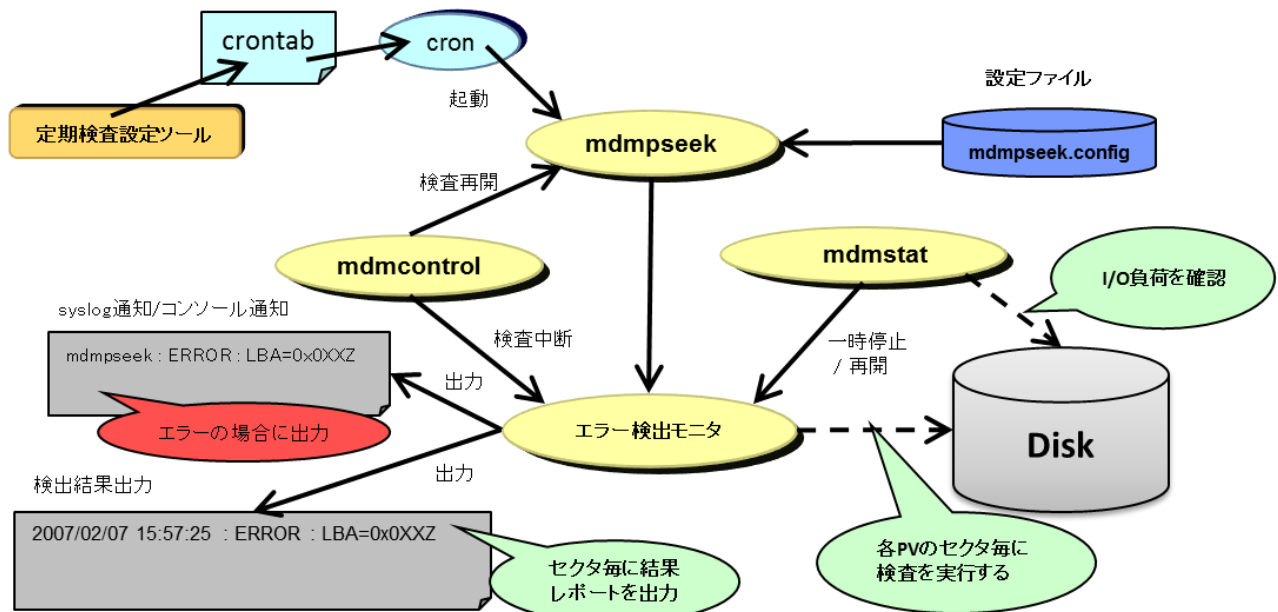 crontab
cron
定期検査設定ツール
起動
設定ファイル
mdmpseek
mdmpseek.config
検査再開
mdmcontrol
mdmstat
I/O負荷を確認
syslog通知/コンソール通知
mdmpseek : ERROR : LBA=0x0XXZ
検査中断
一時停止
/ 再開
出力
エラーの場合に出力
エラー検出モニタ
Disk
出力
検出結果出力
2007/02/07 15:57:25 : ERROR : LBA=0x0XXZ
セクタ毎に結果
レポートを出力
各PVのセクタ毎に
検査を実行する